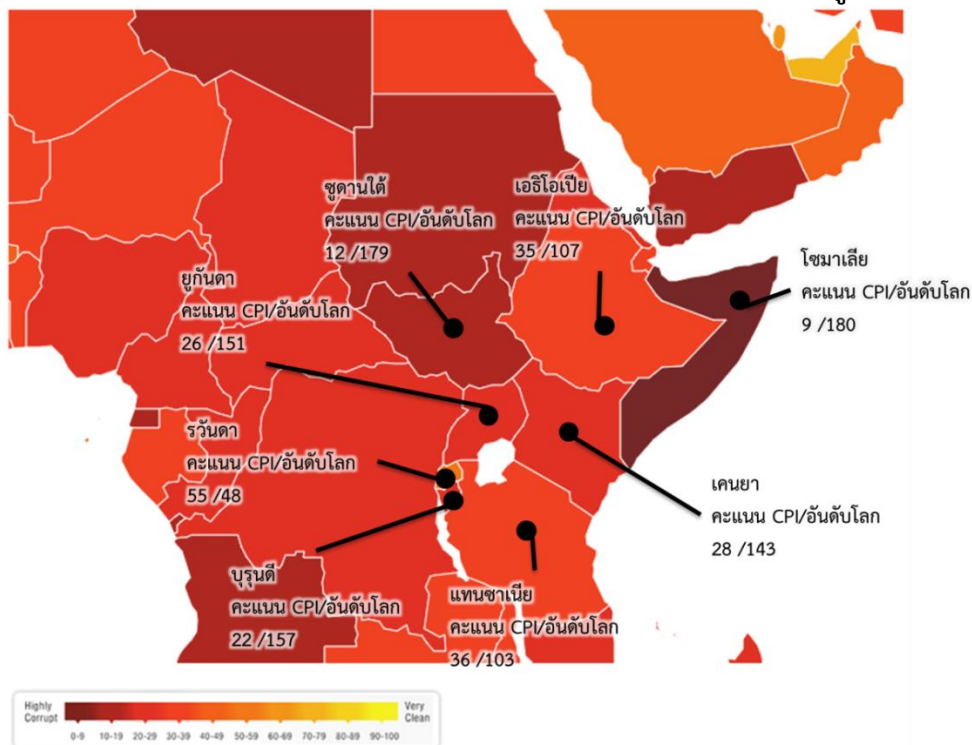 ซูดานใต้
คะแนน CPI/อันดับโลก
12 /179
เอธิโอเปีย
คะแนน CPI/อันดับโลก
35 /107
โซมาเลีย
คะแนน CPI/อันดับโลก
9 /180
ยูกันดา
คะแนน CPI/อันดับโลก
26 /151
รวันดา
คะแนน CPI/อันดับโลก
55 /48
เคนยา
คะแนน CPI/อันดับโลก
28 /143
บุรุนดี
คะแนน CPI/อันดับโลก
22 /157
แทนซาเนีย
คะแนน CPI/อันดับโลก
36 /103
Highly Corrupt
Very Clean
0-9 10-19 20-29 30-39 40-49 50-59 60-69 70-79 80-89 90-100